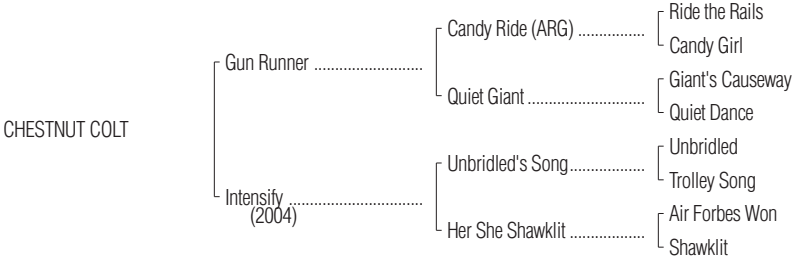 Ride the Rails
Candy Ride (ARG) ................
Candy Girl
Gun Runner ...........................
Giant's Causeway
Quiet Giant ............................
Quiet Dance
CHESTNUT COLT
Unbridled
Unbridled's Song..................
Trolley Song
Intensify .................................
(2004)
Air Forbes Won
Her She Shawklit ..................
Shawklit